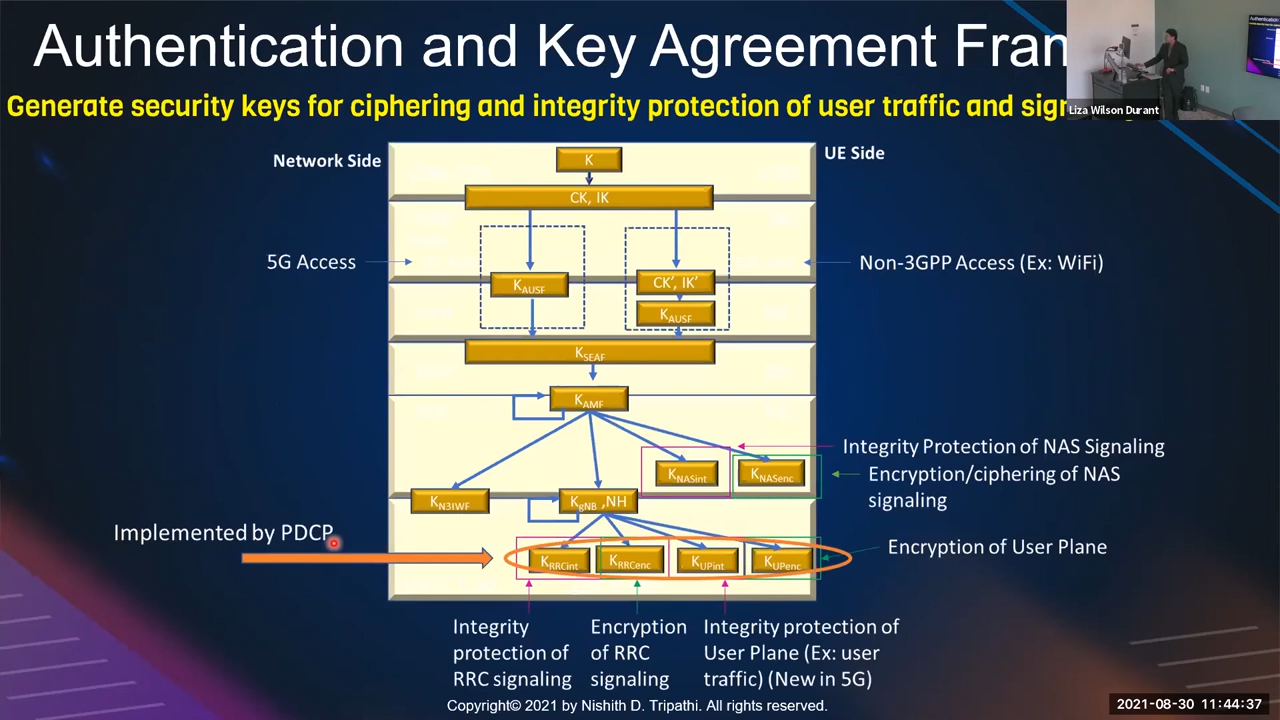 Authentication and Key Agreement Fram
Generate security keys for ciphering and integrity protection of user traffic and sign
Liza Wilson Durant
Network Side
UE Side
K
CK, IK
5G Access
Non-3GPP Access (Ex: WiFi)
KAUSF
CK', IK'
KAUSF
KSEAF
KAMF
Integrity Protection of NAS Signaling
KNASint
KNASenc
Encryption/ciphering of NAS
signaling
KN3IWF
KgNB ,NH
Implemented by PDCP
Encryption of User Plane
KRRCint
KRRCenc
KUPint
KUPenc
Integrity
protection of
RRC signaling
Encryption
of RRC
signaling
Integrity protection of
User Plane (Ex: user
traffic) (New in 5G)
Copyright© 2021 by Nishith D. Tripathi. All rights reserved.
2021-08-30 11:44:37